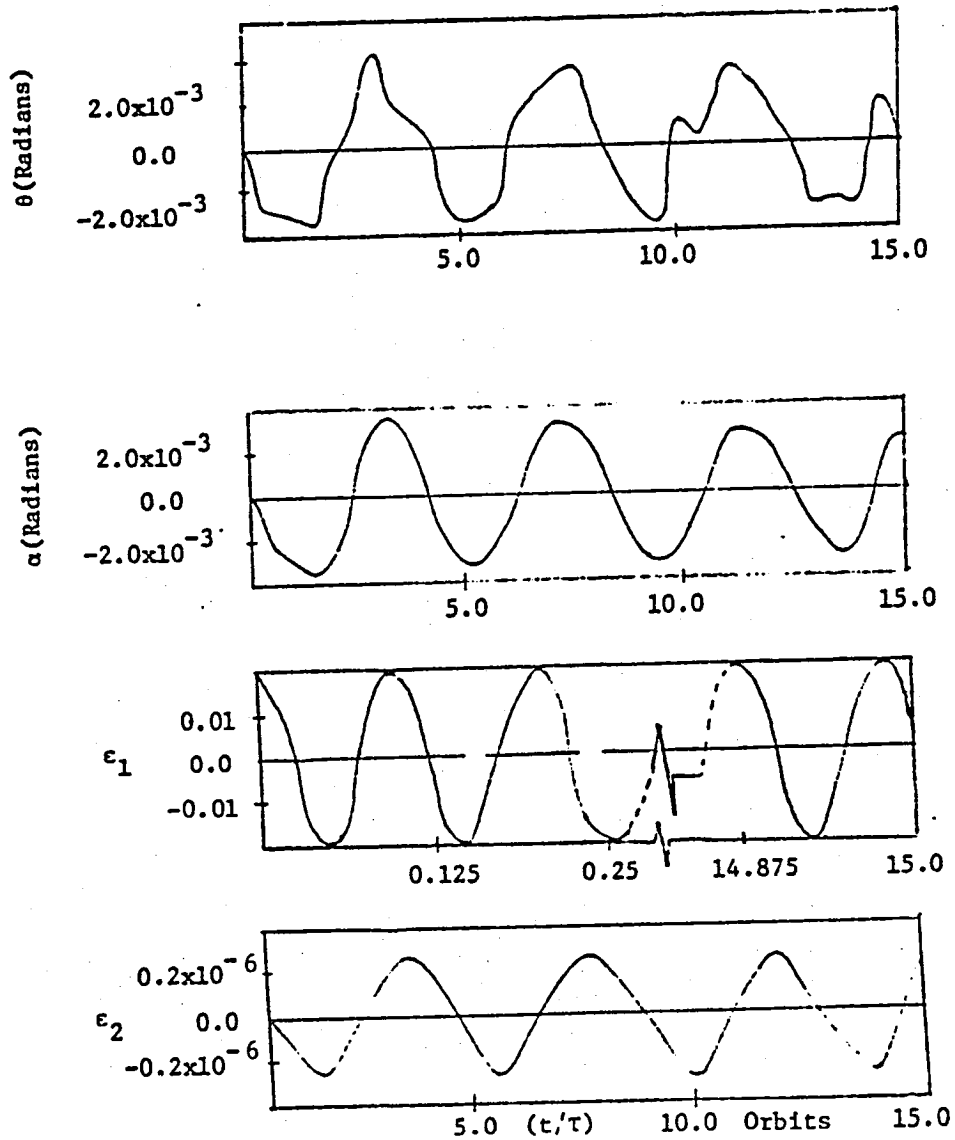 θ(Radians)
2.0x10⁻³
0.0
-2.0x10⁻³
5.0 10.0 15.0
α(Radians)
2.0x10⁻³
0.0
-2.0x10⁻³
5.0 10.0 15.0
ε₁
0.01
0.0
-0.01
0.125 0.25 14.875 15.0
ε₂
0.2x10⁻⁶
0.0
-0.2x10⁻⁶
5.0 (t/T) 10.0 Orbits 15.0